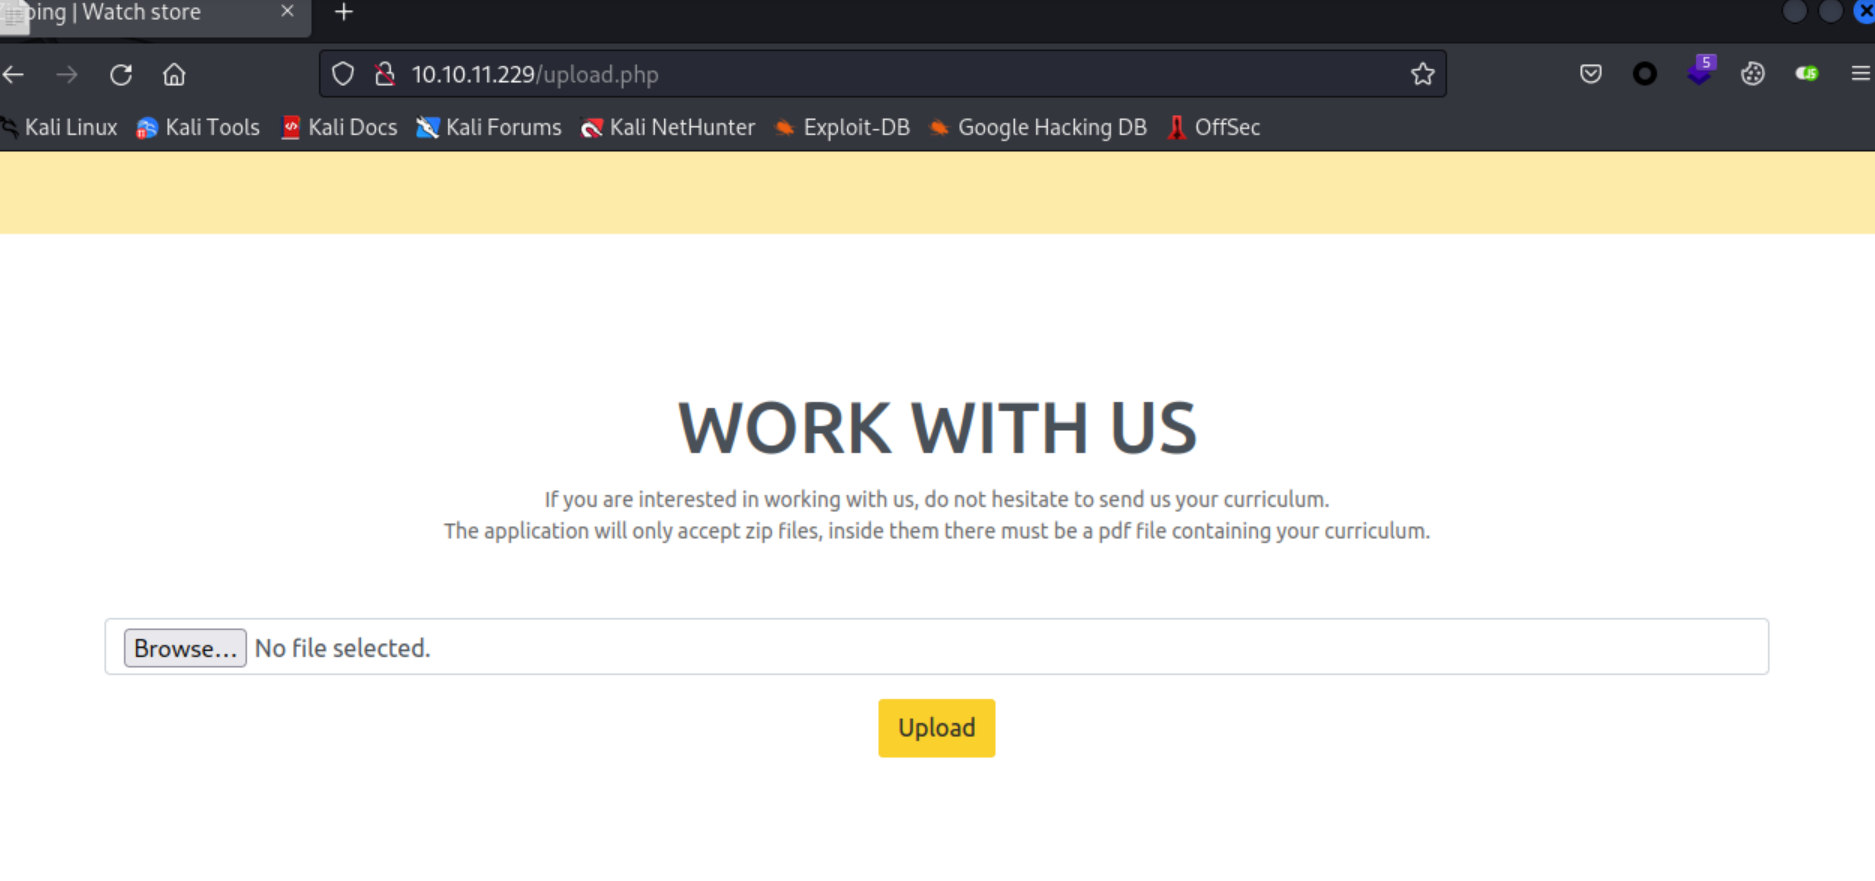 ping | Watch store
10.10.11.229/upload.php
5
JS
Kali Linux Kali Tools Kali Docs Kali Forums Kali NetHunter Exploit-DB Google Hacking DB OffSec
WORK WITH US
If you are interested in working with us, do not hesitate to send us your curriculum.
The application will only accept zip files, inside them there must be a pdf file containing your curriculum.
Browse... No file selected.
Upload